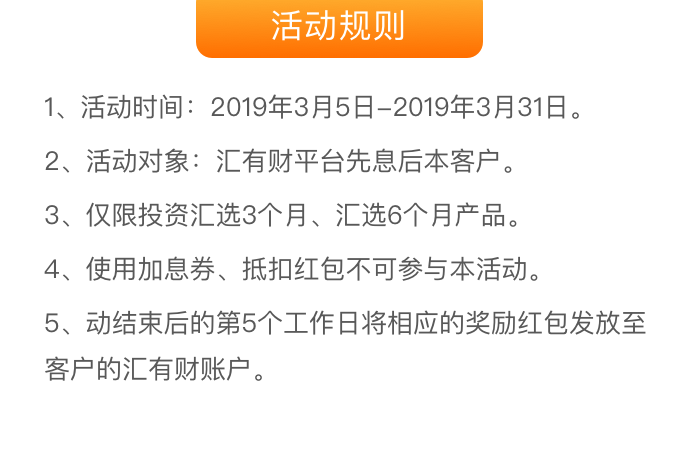 活动规则
1、活动时间：2019年3月5日-2019年3月31日。
2、活动对象：汇有财平台先息后本客户。
3、仅限投资汇选3个月、汇选6个月产品。
4、使用加息券、抵扣红包不可参与本活动。
5、动结束后的第5个工作日将相应的奖励红包发放至
客户的汇有财账户。